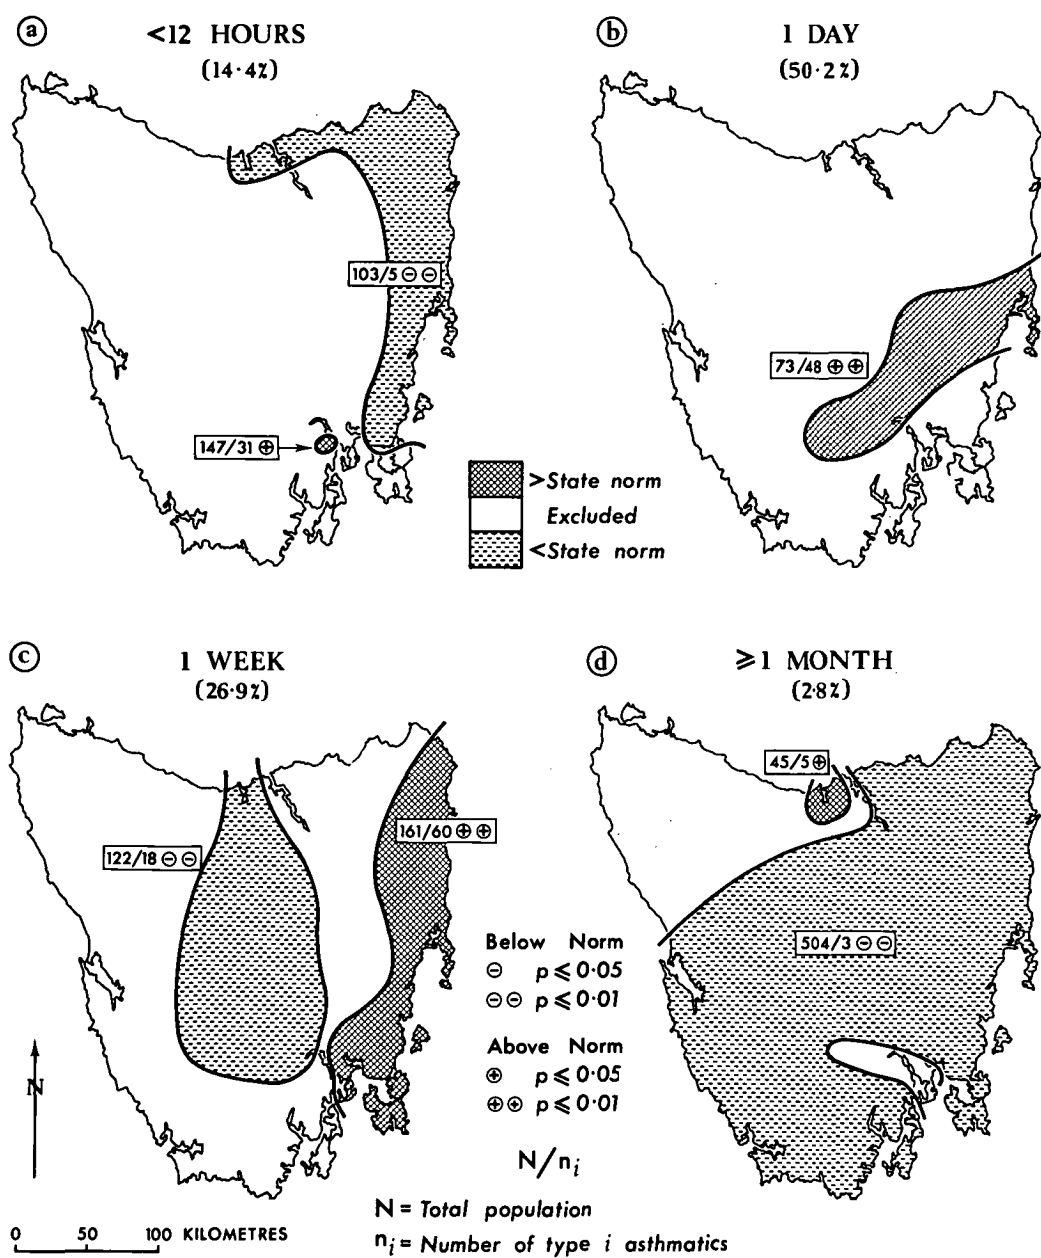 a
<12 HOURS
(14·4%)
b
1 DAY
(50·2%)
103/5 ⊖ ⊖
147/31 ⊕
73/48 ⊕ ⊕
>State norm
Excluded
<State norm
c
1 WEEK
(26·9%)
d
⩾1 MONTH
(2·8%)
45/5 ⊕
161/60 ⊕ ⊕
122/18 ⊖ ⊖
504/3 ⊖ ⊖
Below Norm
⊖ p ⩽ 0·05
⊖ ⊖ p ⩽ 0·01
Above Norm
⊕ p ⩽ 0·05
⊕ ⊕ p ⩽ 0·01
N
N/nᵢ
N = Total population
nᵢ = Number of type i asthmatics
0 50 100 KILOMETRES